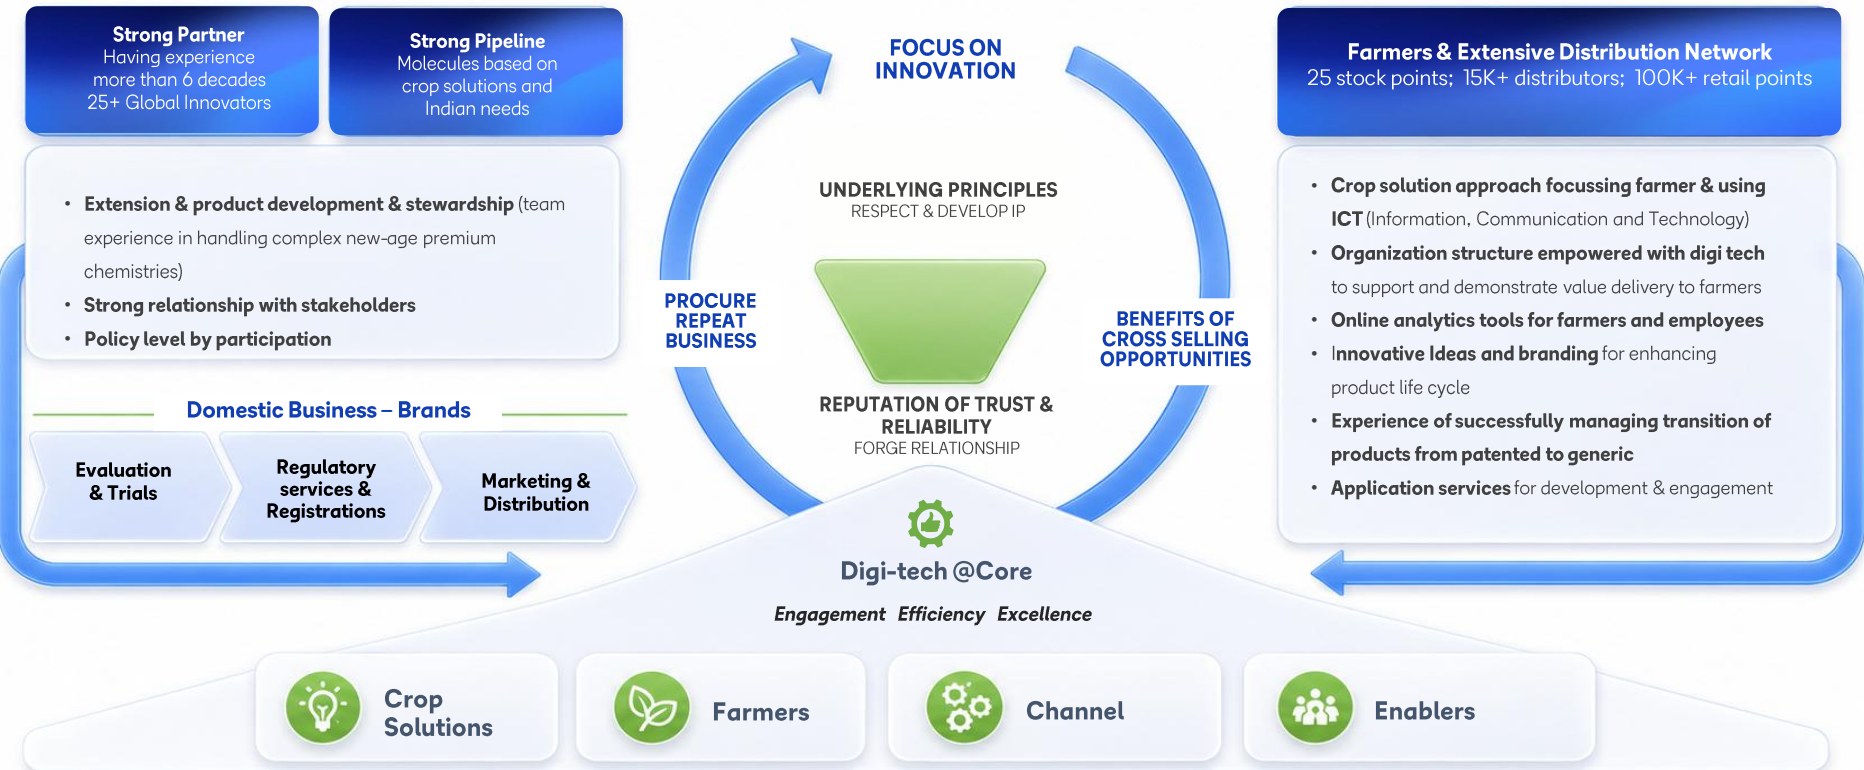 Strong Partner
Having experience
more than 6 decades
25+ Global Innovators
Strong Pipeline
Molecules based on
crop solutions and
Indian needs
• Extension & product development & stewardship (team
experience in handling complex new-age premium
chemistries)
• Strong relationship with stakeholders
• Policy level by participation
Domestic Business – Brands
Evaluation
& Trials
Regulatory
services &
Registrations
Marketing &
Distribution
FOCUS ON
INNOVATION
UNDERLYING PRINCIPLES
RESPECT & DEVELOP IP
PROCURE
REPEAT
BUSINESS
BENEFITS OF
CROSS SELLING
OPPORTUNITIES
REPUTATION OF TRUST &
RELIABILITY
FORGE RELATIONSHIP
Farmers & Extensive Distribution Network
25 stock points; 15K+ distributors; 100K+ retail points
• Crop solution approach focussing farmer & using
ICT (Information, Communication and Technology)
• Organization structure empowered with digi tech
to support and demonstrate value delivery to farmers
• Online analytics tools for farmers and employees
• Innovative Ideas and branding for enhancing
product life cycle
• Experience of successfully managing transition of
products from patented to generic
• Application services for development & engagement
Digi-tech @Core
Engagement Efficiency Excellence
Crop
Solutions
Farmers
Channel
Enablers